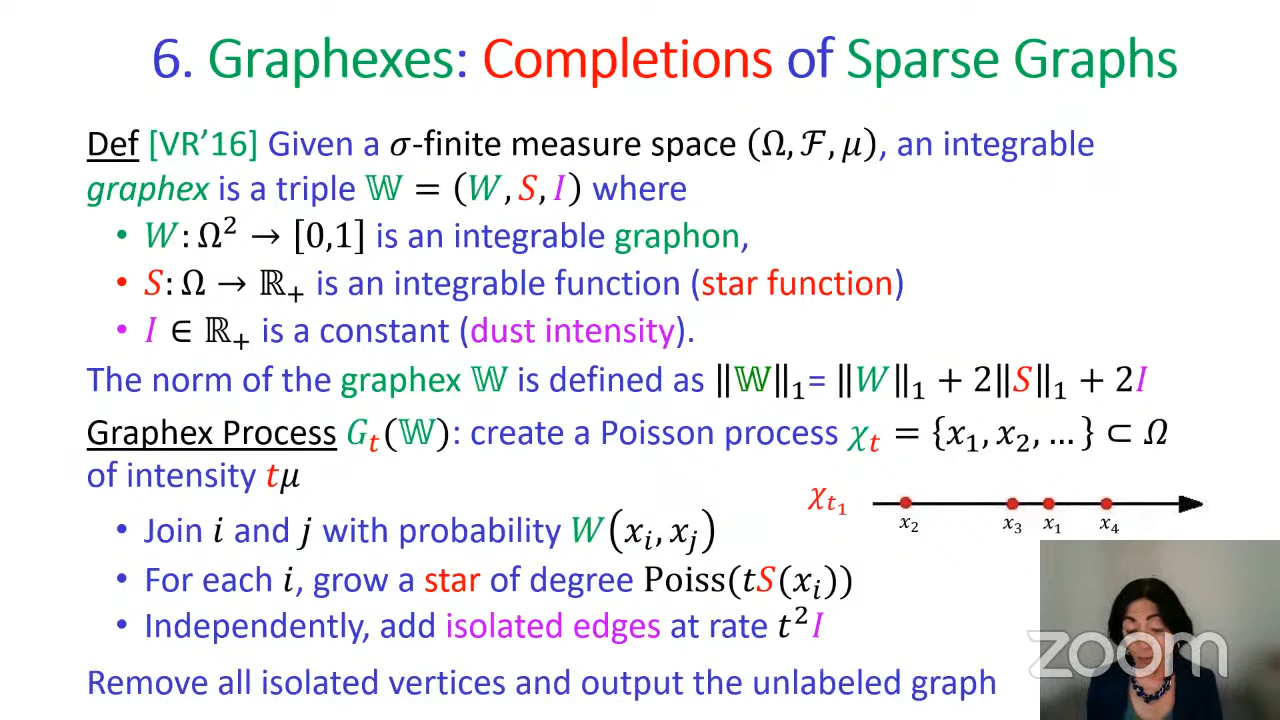 6. Graphexes: Completions of Sparse Graphs
Def [VR’16] Given a σ-finite measure space (Ω, ℱ, μ), an integrable
graphex is a triple 𝕎 = (W, S, I) where
• W: Ω² → [0,1] is an integrable graphon,
• S: Ω → ℝ₊ is an integrable function (star function)
• I ∈ ℝ₊ is a constant (dust intensity).
The norm of the graphex 𝕎 is defined as ‖𝕎‖₁= ‖W‖₁ + 2‖S‖₁ + 2I
Graphex Process G_t(𝕎): create a Poisson process χ_t = {x₁, x₂, … } ⊂ Ω
of intensity tμ
χ_{t₁}
x₂ x₃ x₁ x₄
• Join i and j with probability W(x_i, x_j)
• For each i, grow a star of degree Poiss(tS(x_i))
• Independently, add isolated edges at rate t²I
Remove all isolated vertices and output the unlabeled graph
zoom